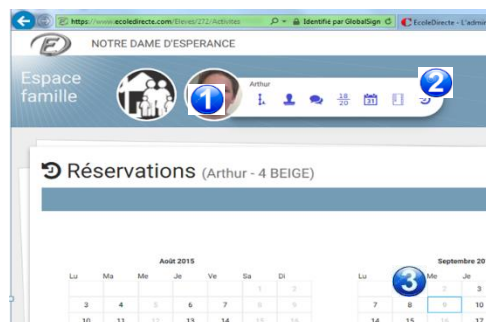 https://www.ecoledirecte.com/Eleves/272/Activites
Identifié par GlobalSign
EcoleDirecte - L'admin
NOTRE DAME D'ESPERANCE
Espace
famille
Arthur
1
2
18
20
31
Réservations (Arthur - 4 BEIGE)
Août 2015
Septembre 20
Lu Ma Me Je Ve Sa Di
Lu Me Je
1 2
2 3
3
3 4 5 6 7 8 9
7 8 9 10
10 11 12 13 14 15 16
14 15 16 17